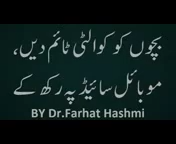 بچوں کو کوالٹی ٹائم دیں،
موبائل سائیڈ پہ رکھ کے
BY Dr.Farhat Hashmi